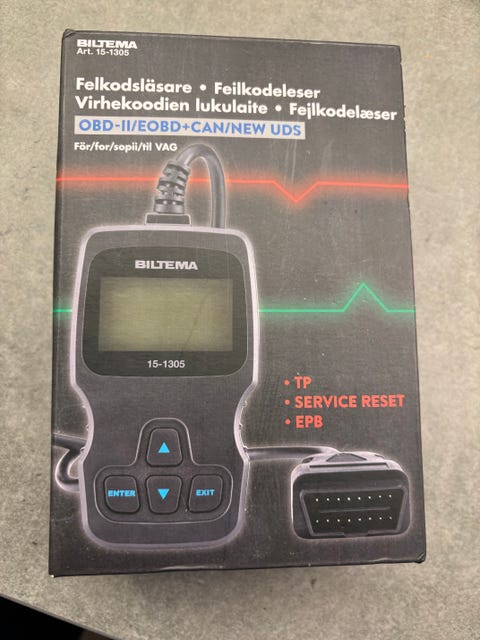 BILTEMA
Art. 15-1305
Felkodsläsare • Feilkodeleser
Virhekoodien lukulaite • Fejlkodelæser
OBD-II/EOBD+CAN/NEW UDS
För/for/sopii/til VAG
BILTEMA
15-1305
• TP
• SERVICE RESET
• EPB
ENTER
EXIT